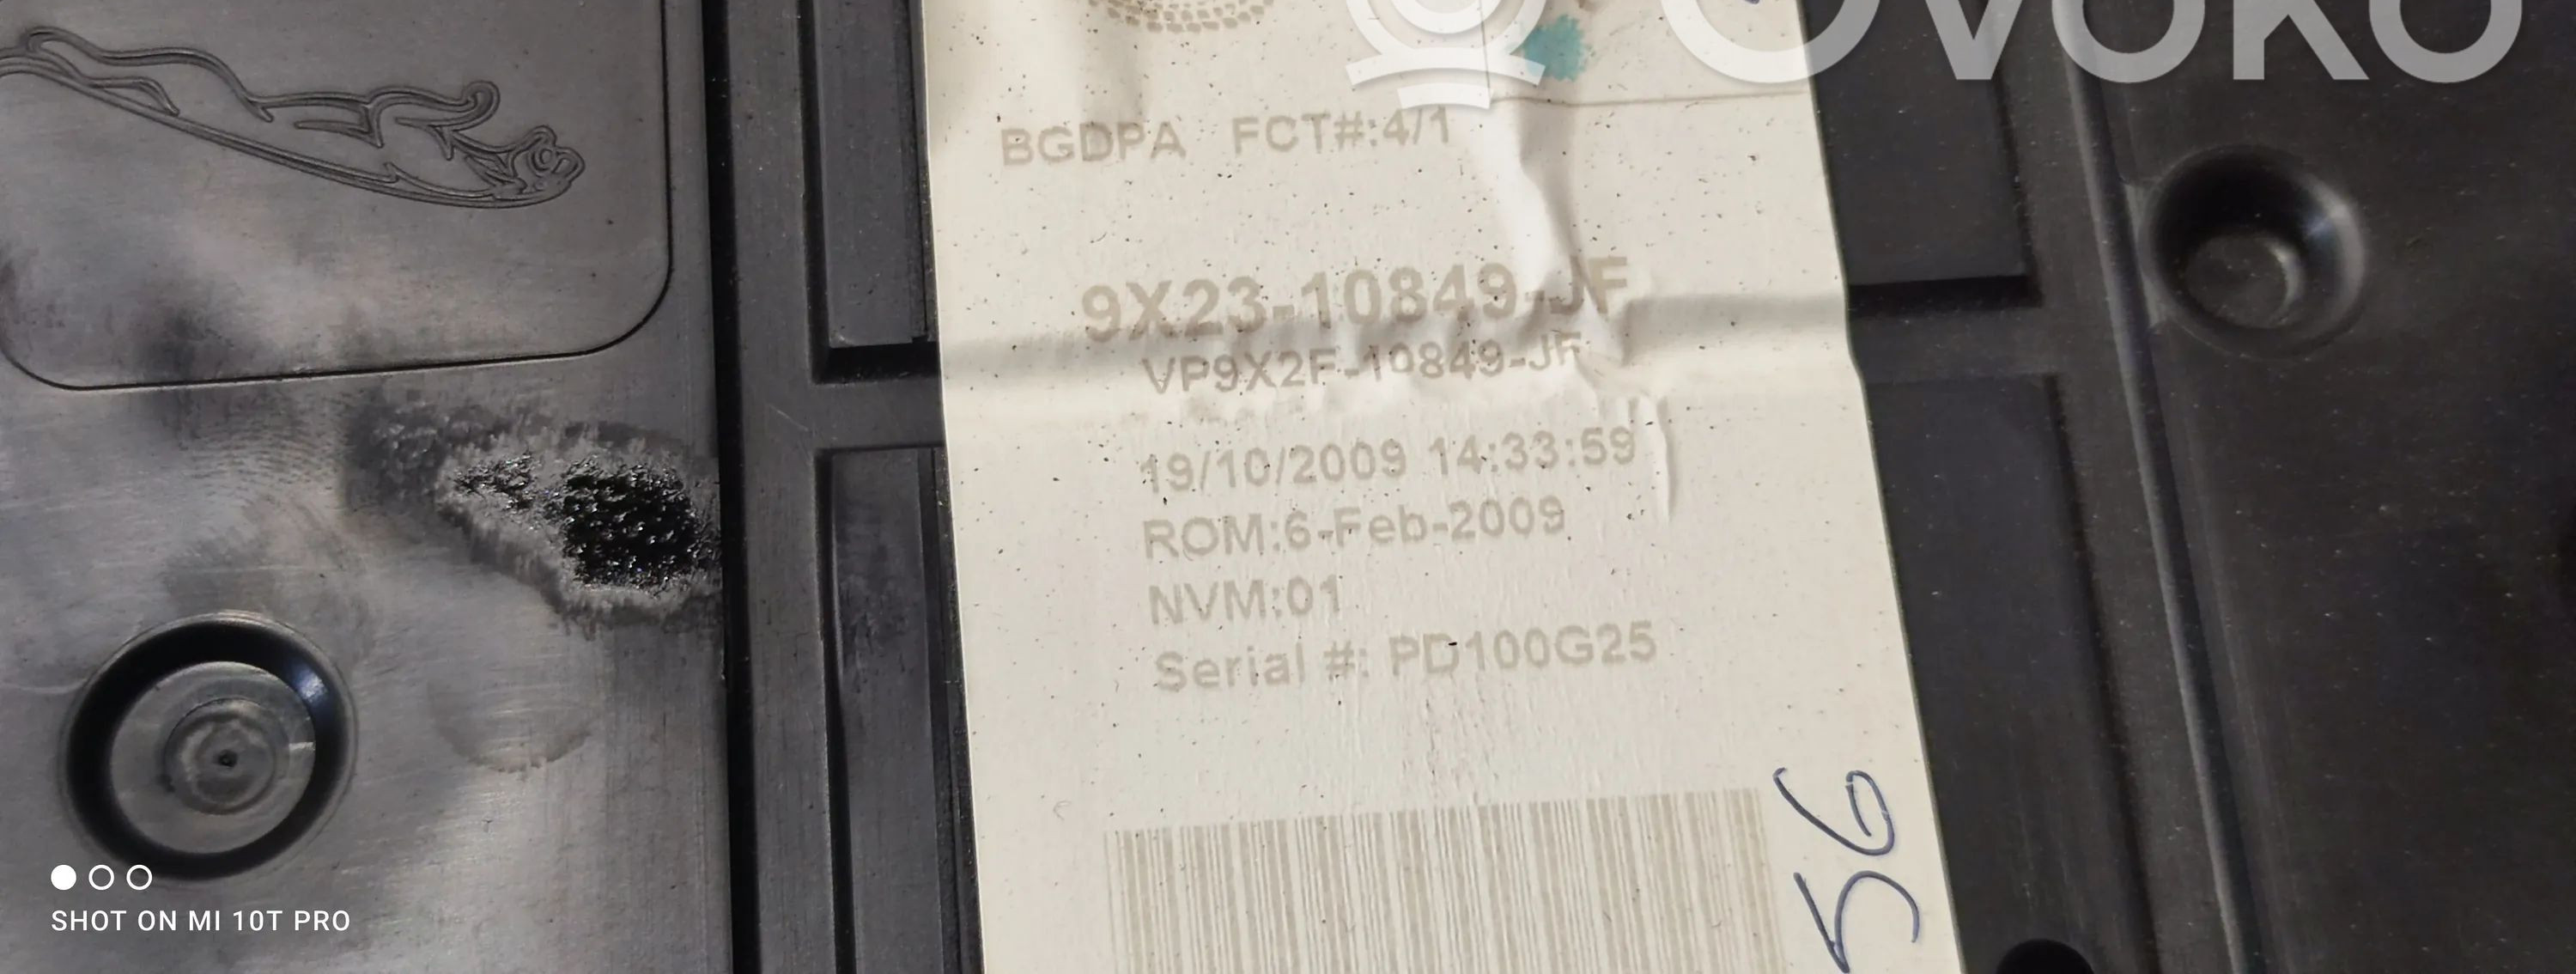 OVOKO
BGDPA FCT#:4/1
9X23-10849-JF
VP9X2F-10849-JF
19/10/2009 14:33:59
ROM:6-Feb-2009
NVM:01
Serial #: PD100G25
56
SHOT ON MI 10T PRO